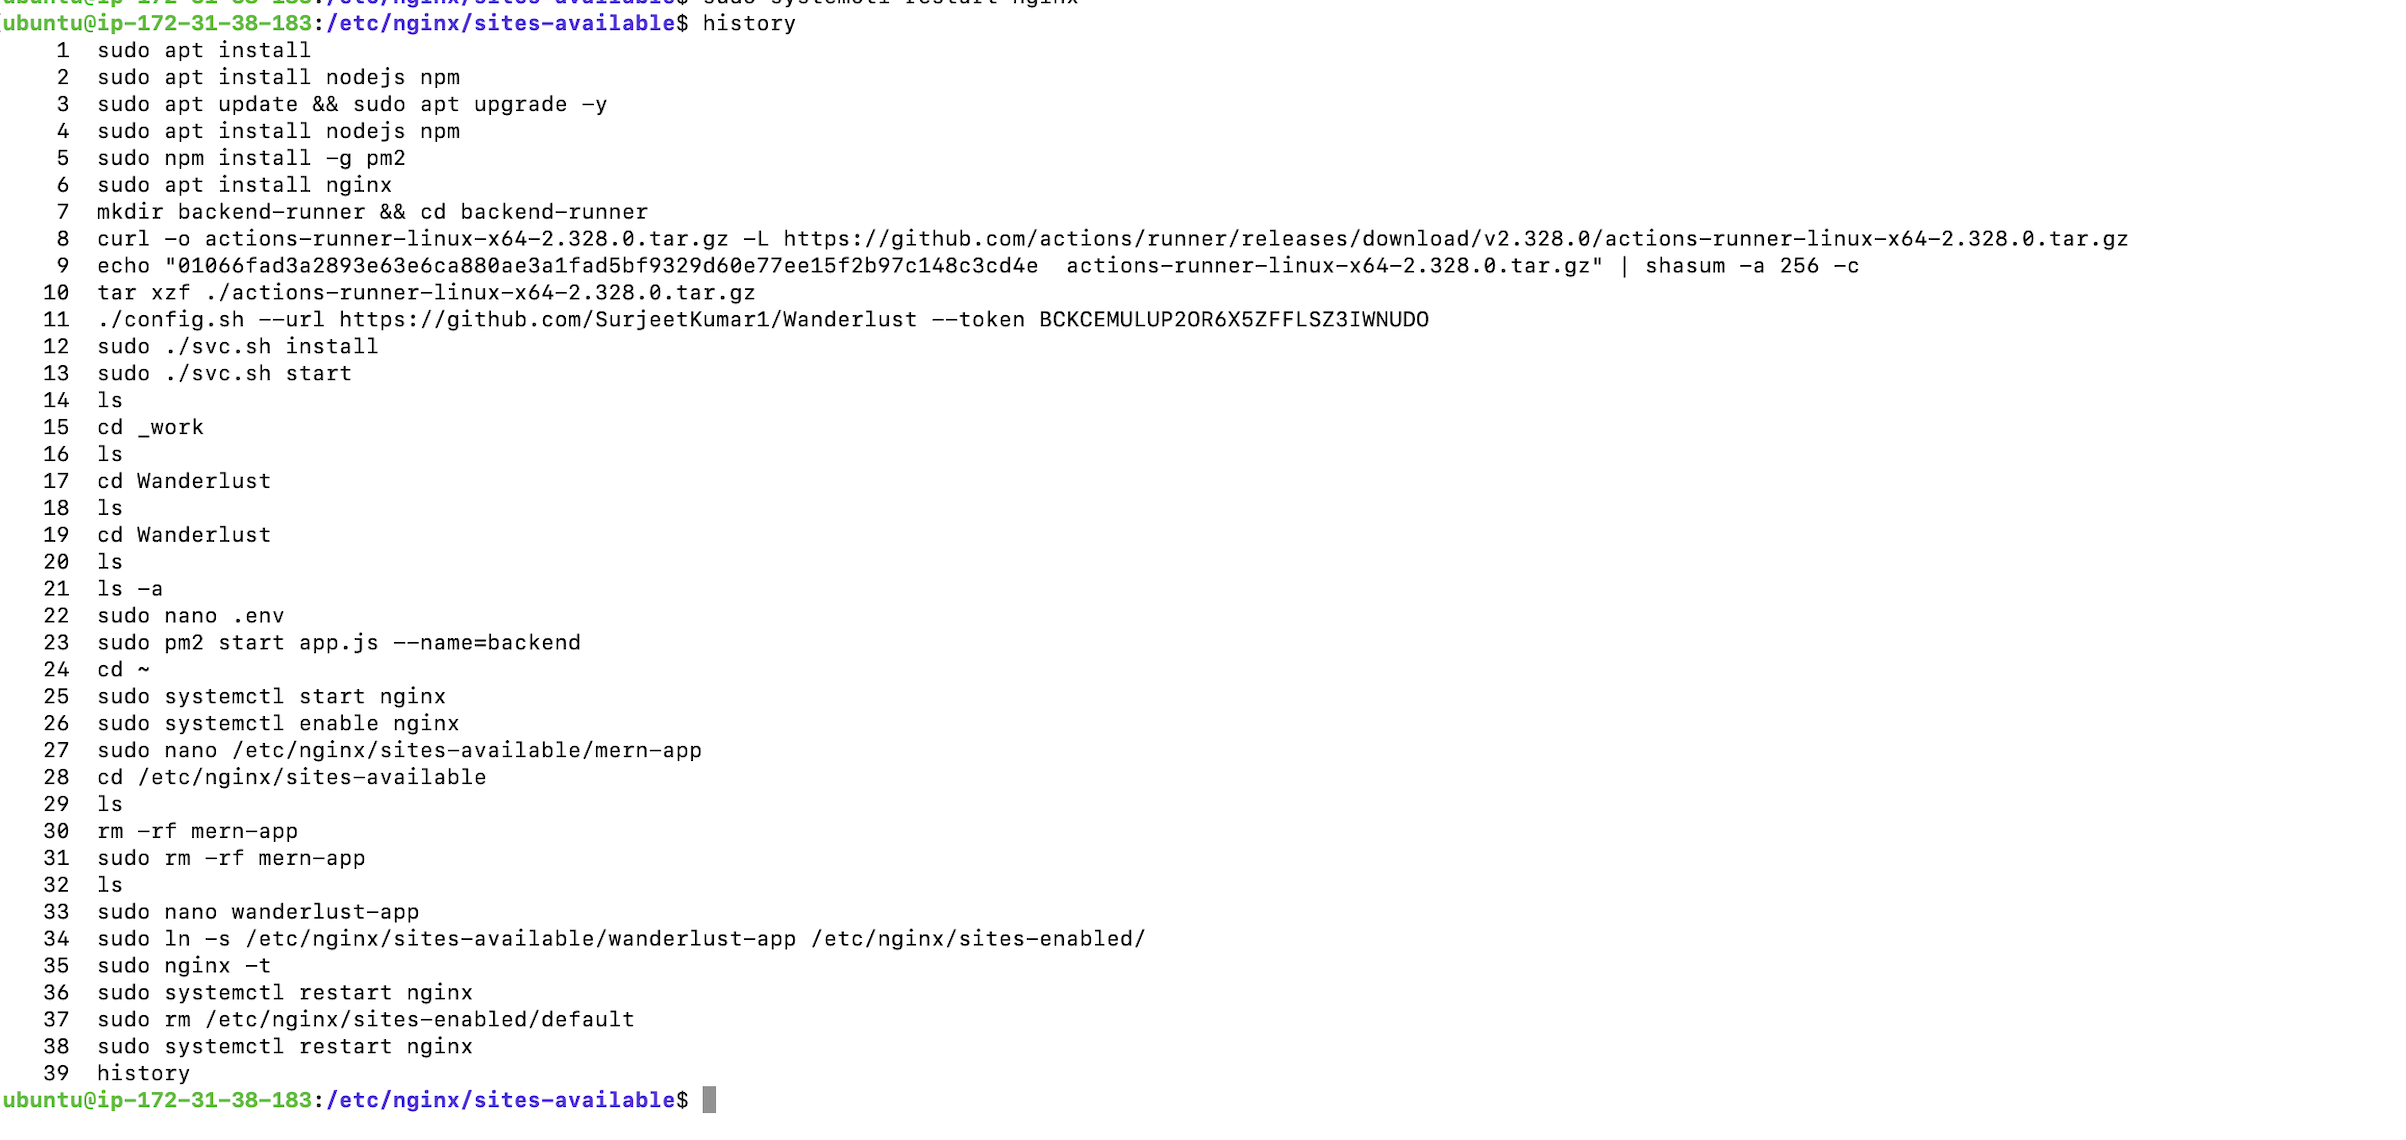 ubuntu@ip-172-31-38-183:/etc/nginx/sites-available$ sudo systemctl restart nginx
ubuntu@ip-172-31-38-183:/etc/nginx/sites-available$ history
1 sudo apt install
2 sudo apt install nodejs npm
3 sudo apt update && sudo apt upgrade -y
4 sudo apt install nodejs npm
5 sudo npm install -g pm2
6 sudo apt install nginx
7 mkdir backend-runner && cd backend-runner
8 curl -o actions-runner-linux-x64-2.328.0.tar.gz -L https://github.com/actions/runner/releases/download/v2.328.0/actions-runner-linux-x64-2.328.0.tar.gz
9 echo "01066fad3a2893e63e6ca880ae3a1fad5bf9329d60e77ee15f2b97c148c3cd4e  actions-runner-linux-x64-2.328.0.tar.gz" | shasum -a 256 -c
10 tar xzf ./actions-runner-linux-x64-2.328.0.tar.gz
11 ./config.sh --url https://github.com/SurjeetKumar1/Wanderlust --token BCKCEMULUP2OR6X5ZFFLSZ3IWNUDO
12 sudo ./svc.sh install
13 sudo ./svc.sh start
14 ls
15 cd _work
16 ls
17 cd Wanderlust
18 ls
19 cd Wanderlust
20 ls
21 ls -a
22 sudo nano .env
23 sudo pm2 start app.js --name=backend
24 cd ~
25 sudo systemctl start nginx
26 sudo systemctl enable nginx
27 sudo nano /etc/nginx/sites-available/mern-app
28 cd /etc/nginx/sites-available
29 ls
30 rm -rf mern-app
31 sudo rm -rf mern-app
32 ls
33 sudo nano wanderlust-app
34 sudo ln -s /etc/nginx/sites-available/wanderlust-app /etc/nginx/sites-enabled/
35 sudo nginx -t
36 sudo systemctl restart nginx
37 sudo rm /etc/nginx/sites-enabled/default
38 sudo systemctl restart nginx
39 history
ubuntu@ip-172-31-38-183:/etc/nginx/sites-available$